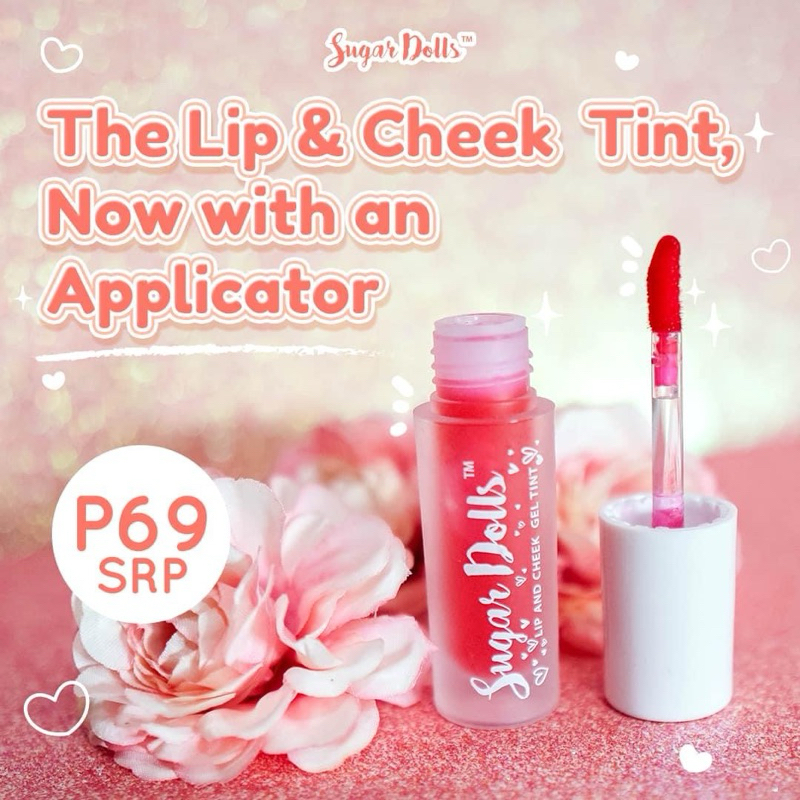 Sugar Dolls™
The Lip & Cheek Tint,
Now with an
Applicator
P69
SRP
Sugar Dolls™
LIP AND CHEEK GEL TINT